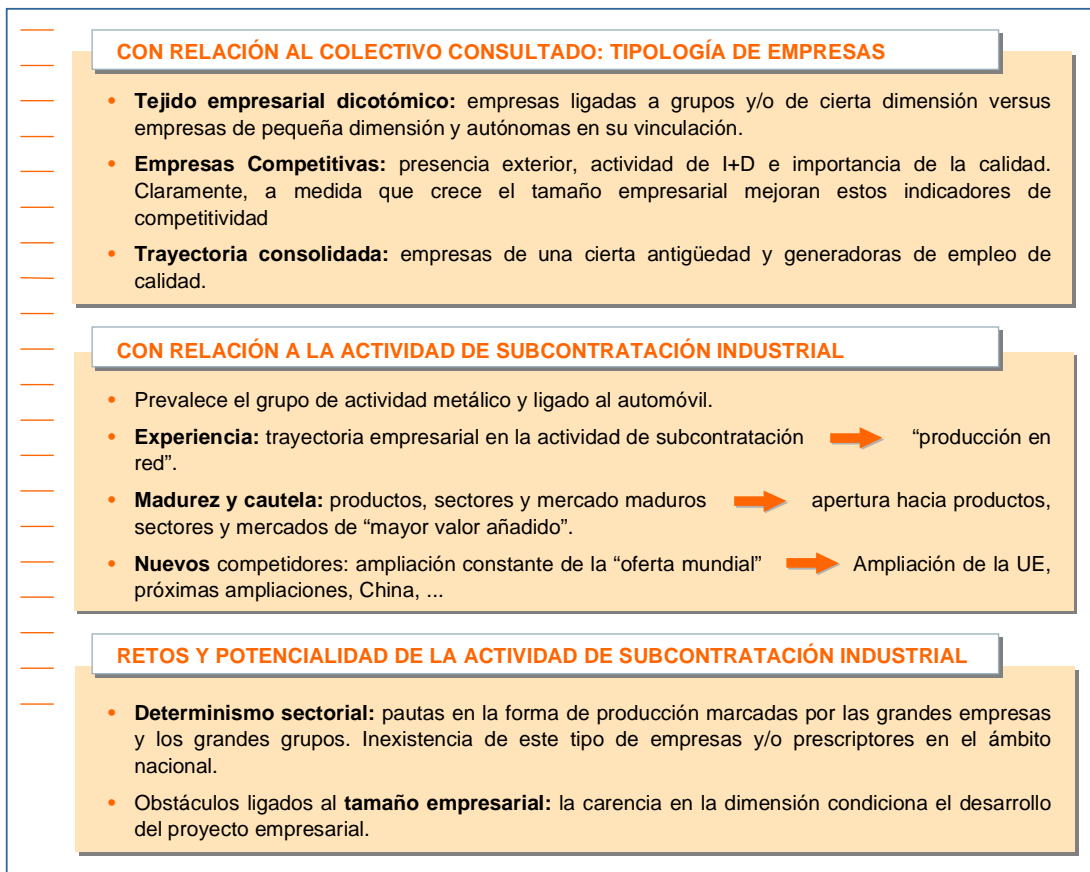 CON RELACIÓN AL COLECTIVO CONSULTADO: TIPOLOGÍA DE EMPRESAS
• Tejido empresarial dicotómico: empresas ligadas a grupos y/o de cierta dimensión versus
empresas de pequeña dimensión y autónomas en su vinculación.
• Empresas Competitivas: presencia exterior, actividad de I+D e importancia de la calidad.
Claramente, a medida que crece el tamaño empresarial mejoran estos indicadores de
competitividad
• Trayectoria consolidada: empresas de una cierta antigüedad y generadoras de empleo de
calidad.
CON RELACIÓN A LA ACTIVIDAD DE SUBCONTRATACIÓN INDUSTRIAL
• Prevalece el grupo de actividad metálico y ligado al automóvil.
• Experiencia: trayectoria empresarial en la actividad de subcontratación “producción en
red”.
• Madurez y cautela: productos, sectores y mercado maduros apertura hacia productos,
sectores y mercados de “mayor valor añadido”.
• Nuevos competidores: ampliación constante de la “oferta mundial” Ampliación de la UE,
próximas ampliaciones, China, ...
RETOS Y POTENCIALIDAD DE LA ACTIVIDAD DE SUBCONTRATACIÓN INDUSTRIAL
• Determinismo sectorial: pautas en la forma de producción marcadas por las grandes empresas
y los grandes grupos. Inexistencia de este tipo de empresas y/o prescriptores en el ámbito
nacional.
• Obstáculos ligados al tamaño empresarial: la carencia en la dimensión condiciona el desarrollo
del proyecto empresarial.